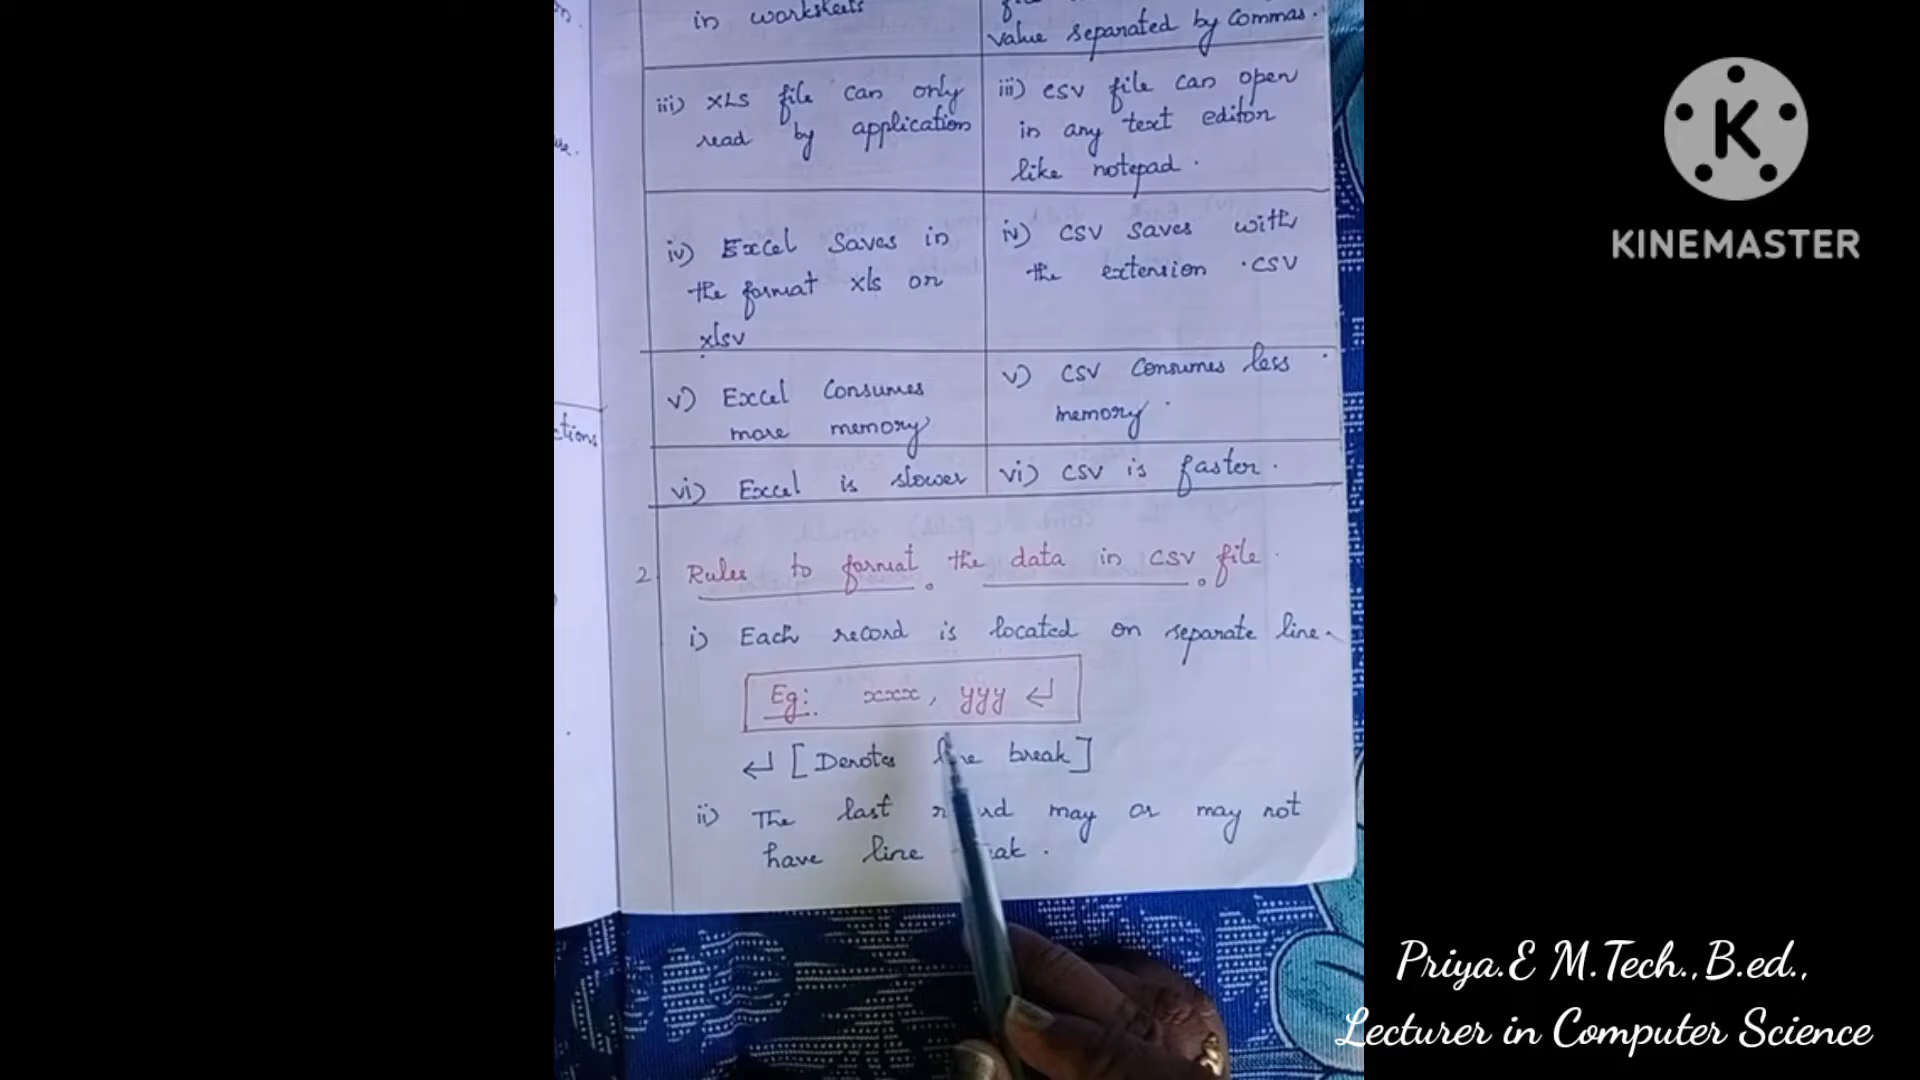 in worksheets
value separated by commas.
iii) XLS file can only
read by application
iii) CSV file can open
in any text editor
like notepad.
iv) Excel saves in
the format xls or
xlsv
iv) CSV saves with
the extension .CSV
v) Excel Consumes
more memory
v) CSV Consumes less
memory.
vi) Excel is slower
vi) CSV is faster.
2 Rules to format the data in CSV file.
i) Each record is located on separate line.
Eg: xxx, yyy ↵
↵ [Denotes line break]
ii) The last record may or may not
have line break.
ctions
K
KINEMASTER
Priya.E M.Tech.,B.ed.,
Lecturer in Computer Science